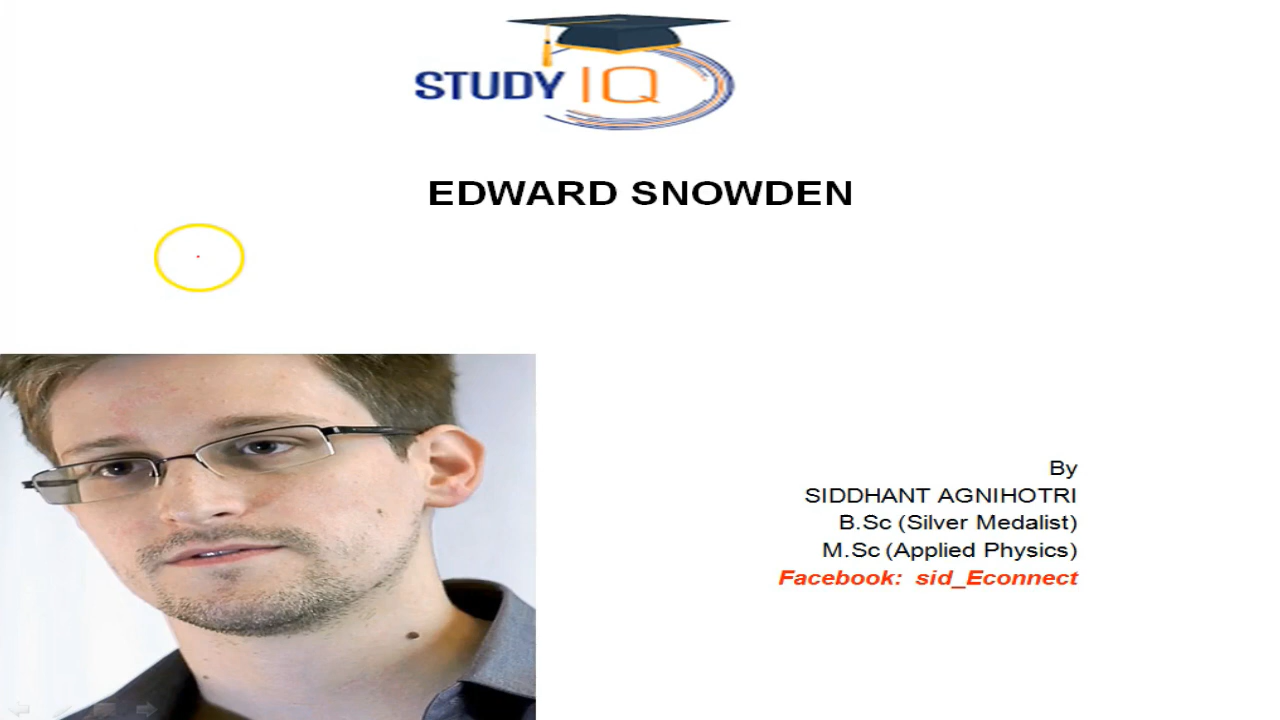 STUDY IQ
EDWARD SNOWDEN
By
SIDDHANT AGNIHOTRI
B.Sc (Silver Medalist)
M.Sc (Applied Physics)
Facebook: sid_Econnect